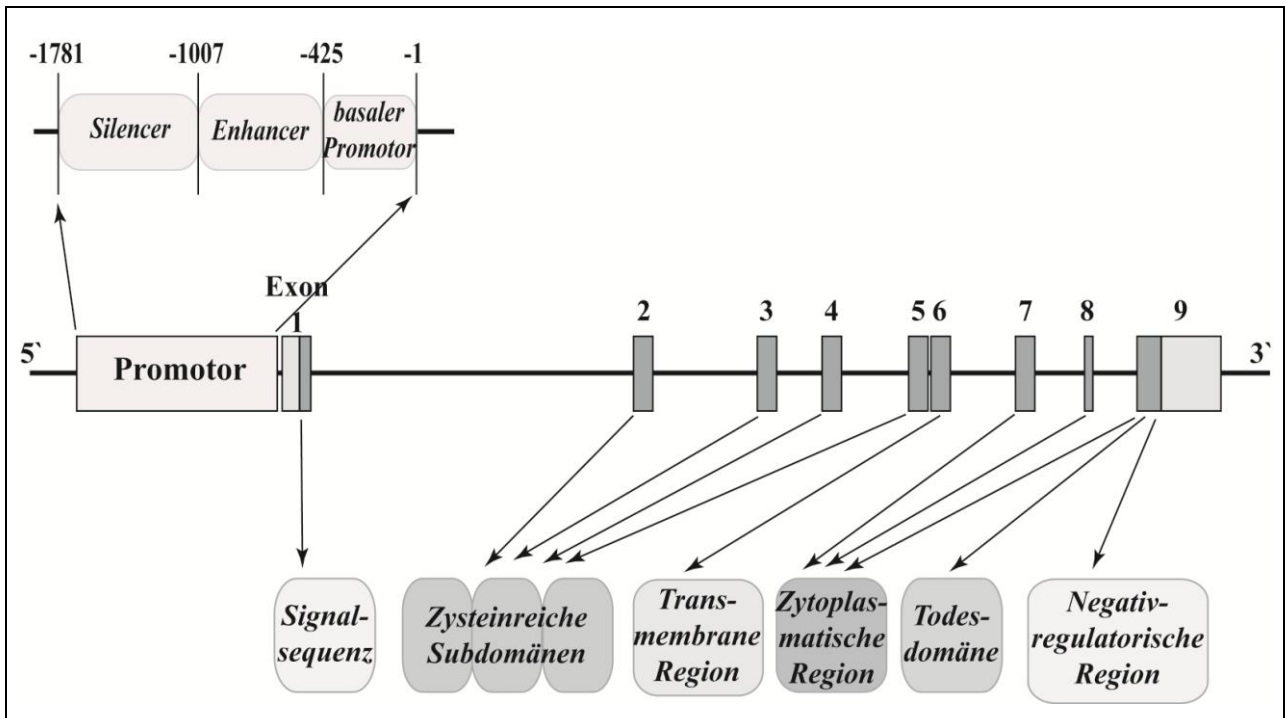 -1781 -1007 -425 -1
Silencer Enhancer basaler
Promotor
Exon
1 2 3 4 5 6 7 8 9
5` Promotor 3`
Signal-
sequenz
Zysteinreiche
Subdomänen
Trans-
membrane
Region
Zytoplas-
matische
Region
Todes-
domäne
Negativ-
regulatorische
Region